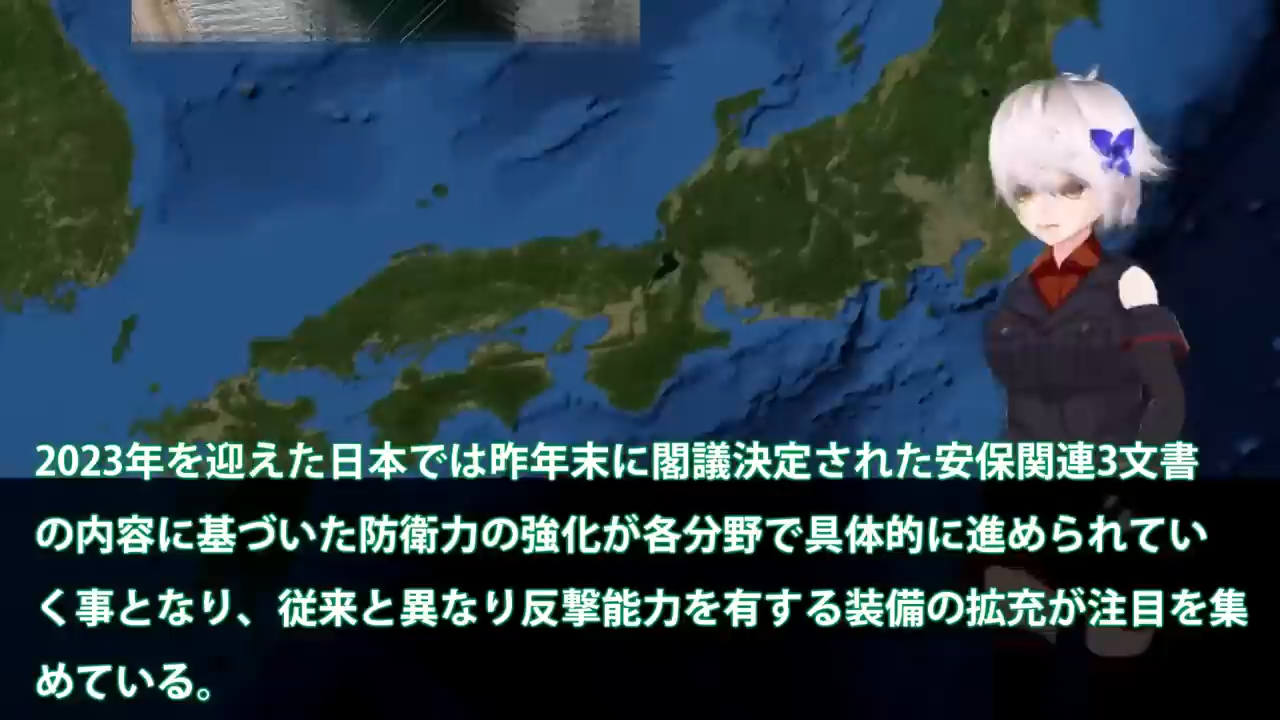 2023年を迎えた日本では昨年末に閣議決定された安保関連3文書
の内容に基づいた防衛力の強化が各分野で具体的に進められてい
く事となり、従来と異なり反撃能力を有する装備の拡充が注目を集
めている。